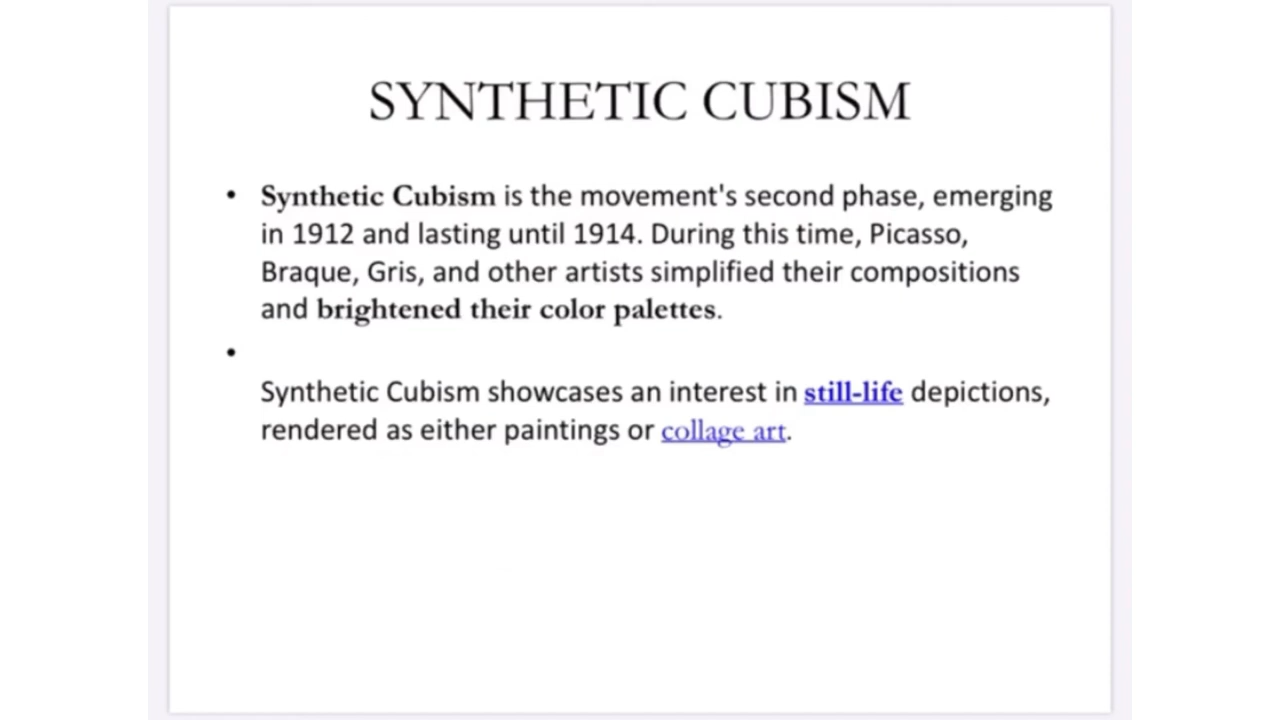 SYNTHETIC CUBISM
• Synthetic Cubism is the movement's second phase, emerging
in 1912 and lasting until 1914. During this time, Picasso,
Braque, Gris, and other artists simplified their compositions
and brightened their color palettes.
•
Synthetic Cubism showcases an interest in still-life depictions,
rendered as either paintings or collage art.